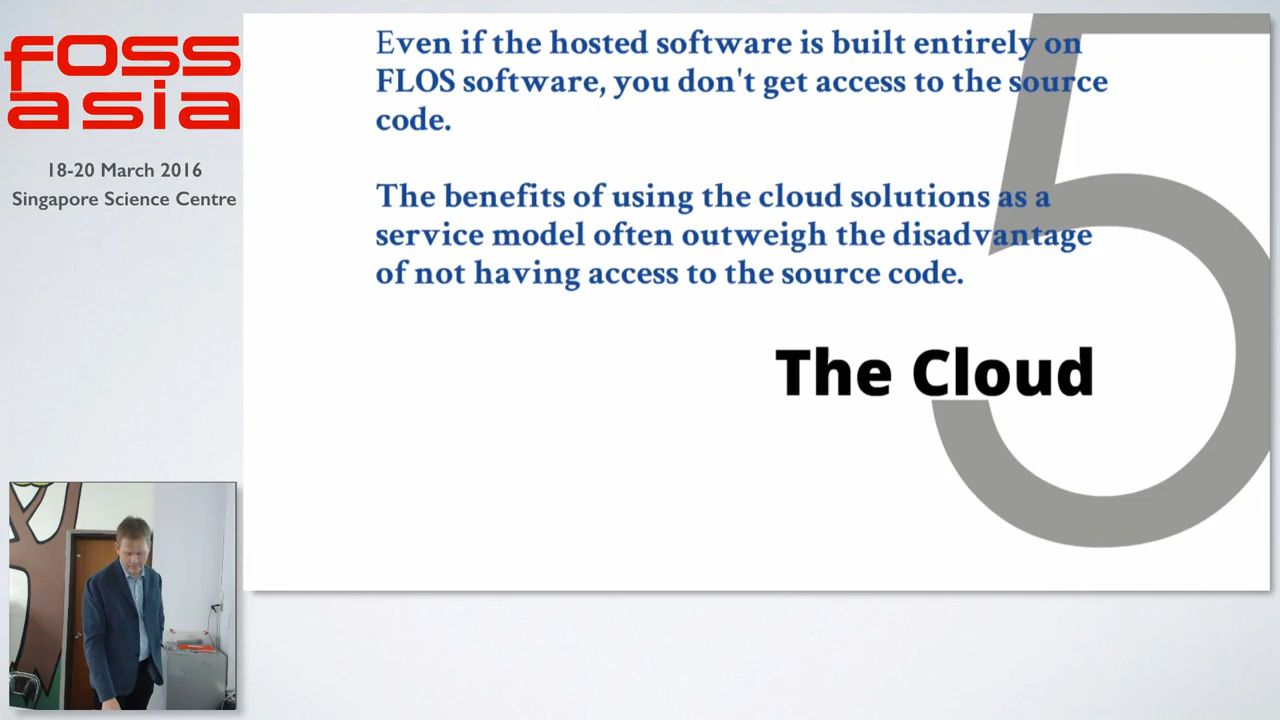 fOSS
asia
18-20 March 2016
Singapore Science Centre
Even if the hosted software is built entirely on
FLOS software, you don't get access to the source
code.
The benefits of using the cloud solutions as a
service model often outweigh the disadvantage
of not having access to the source code.
5
The Cloud